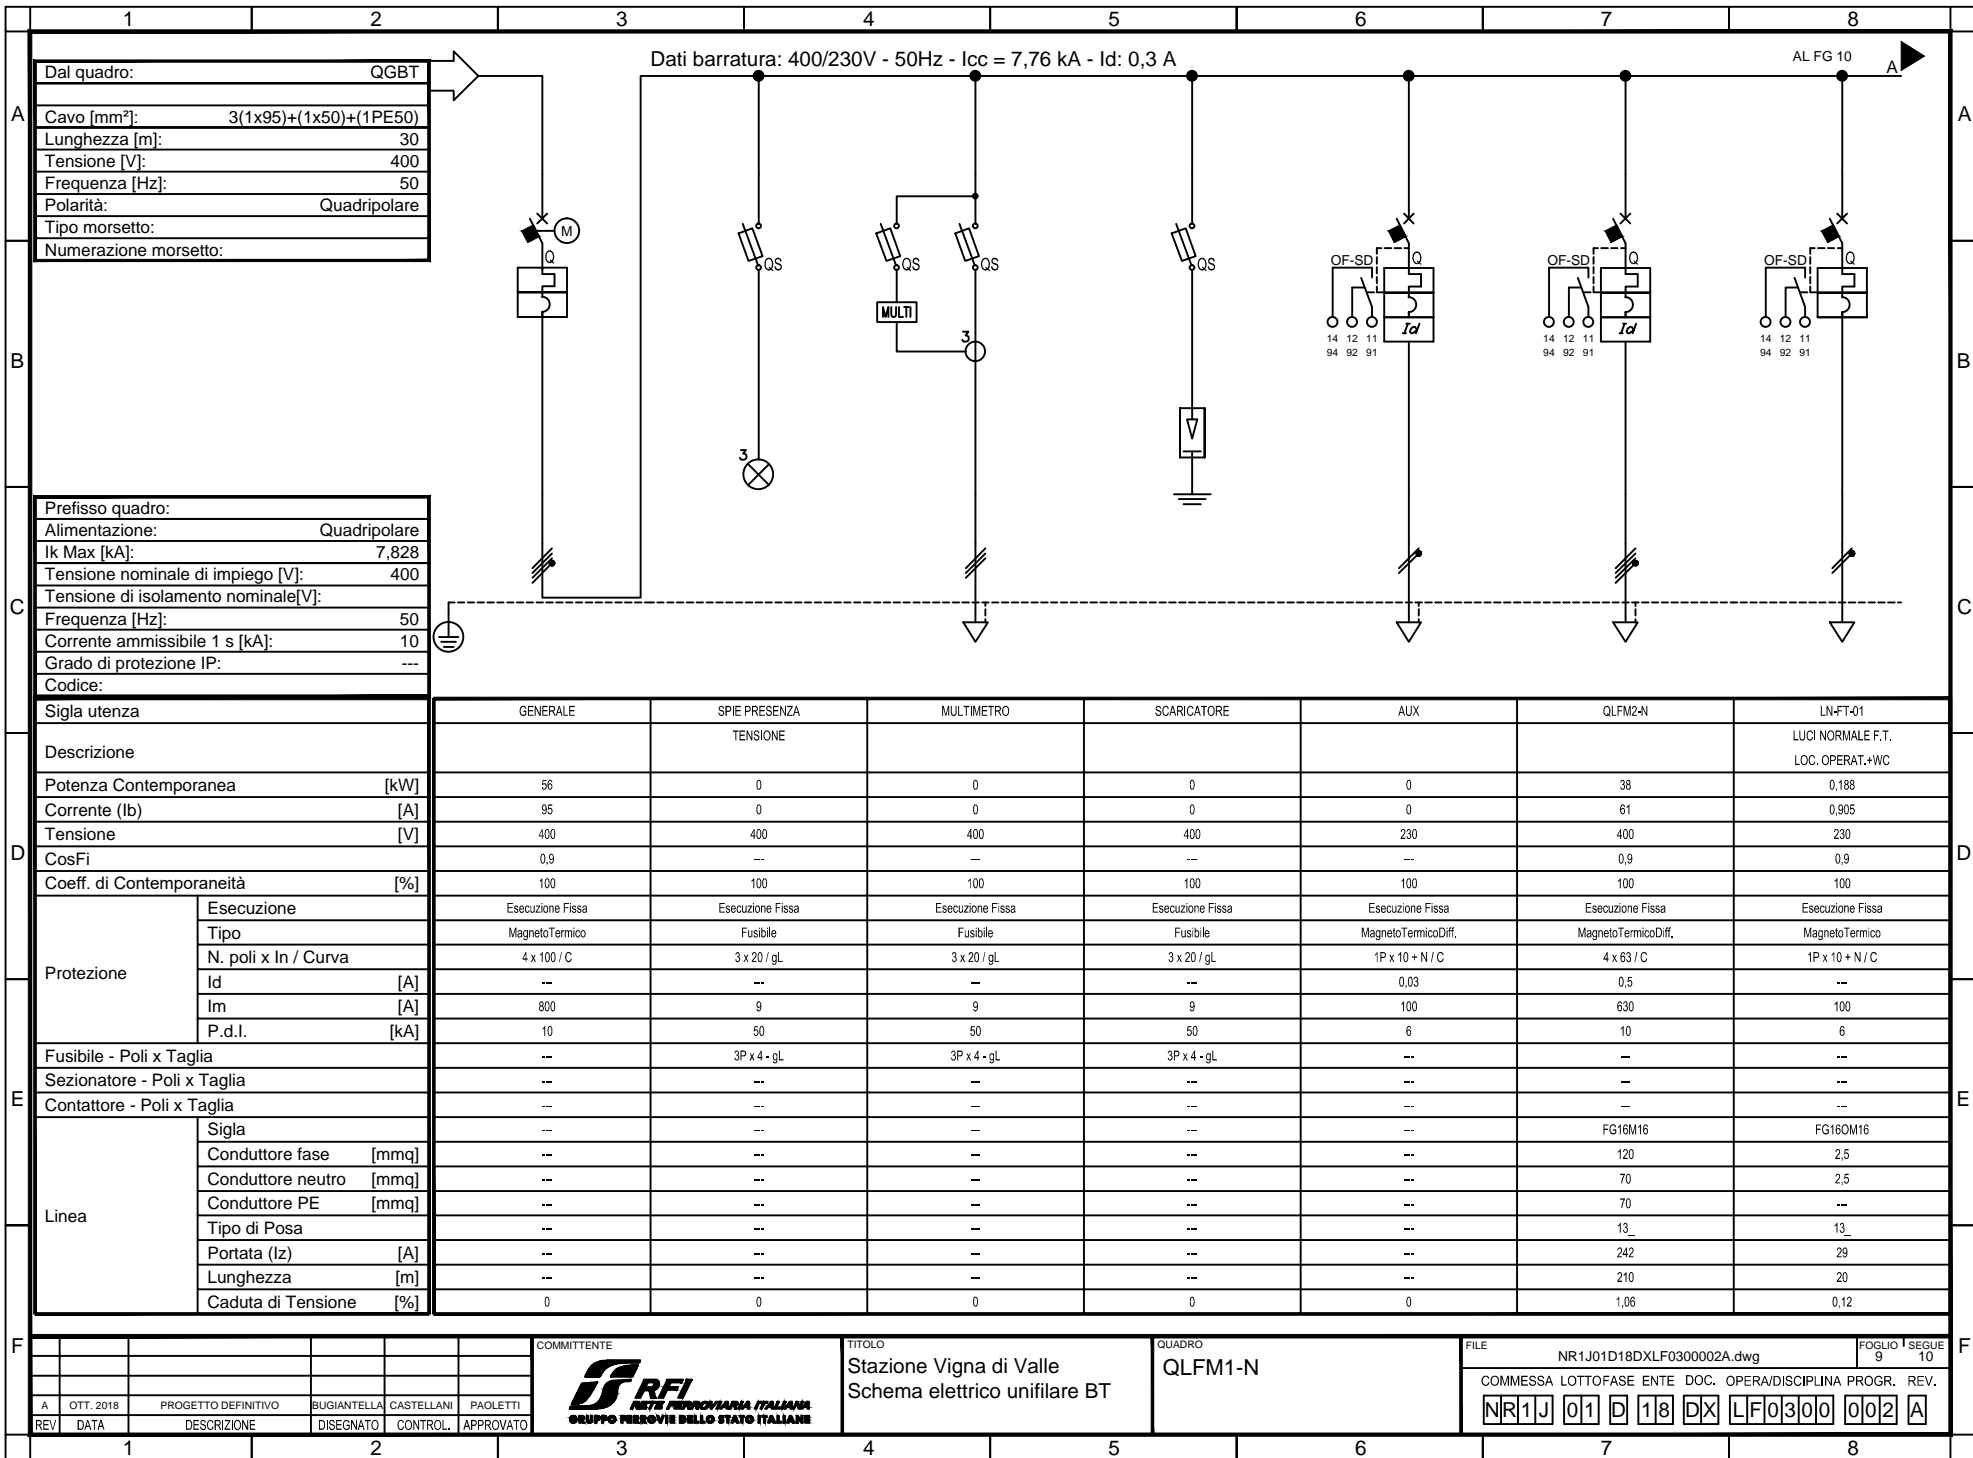 1 2 3 4 5 6 7 8
Dati barratura: 400/230V - 50Hz - Icc = 7,76 kA - Id: 0,3 A
AL FG 10
A
A
A
B
B
C
C
D
D
E
E
F
F
Dal quadro: QGBT
Cavo [mm²]: 3(1x95)+(1x50)+(1PE50)
Lunghezza [m]: 30
Tensione [V]: 400
Frequenza [Hz]: 50
Polarità: Quadripolare
Tipo morsetto:
Numerazione morsetto:
M
Q
QS
QS QS
MULTI
3
3
QS
OF-SD Q
Id
14 12 11
94 92 91
OF-SD Q
Id
14 12 11
94 92 91
OF-SD Q
14 12 11
94 92 91
Prefisso quadro:
Alimentazione: Quadripolare
Ik Max [kA]: 7,828
Tensione nominale di impiego [V]: 400
Tensione di isolamento nominale[V]:
Frequenza [Hz]: 50
Corrente ammissibile 1 s [kA]: 10
Grado di protezione IP: ---
Codice:
Sigla utenza GENERALE SPIE PRESENZA MULTIMETRO SCARICATORE AUX QLFM2-N LN-FT-01
Descrizione TENSIONE LUCI NORMALE F.T.
LOC. OPERAT.+WC
Potenza Contemporanea [kW] 56 0 0 0 0 38 0,188
Corrente (Ib) [A] 95 0 0 0 0 61 0,905
Tensione [V] 400 400 400 400 230 400 230
CosFi 0,9 --- --- --- --- 0,9 0,9
Coeff. di Contemporaneità [%] 100 100 100 100 100 100 100
Protezione
Esecuzione Esecuzione Fissa Esecuzione Fissa Esecuzione Fissa Esecuzione Fissa Esecuzione Fissa Esecuzione Fissa Esecuzione Fissa
Tipo MagnetoTermico Fusibile Fusibile Fusibile MagnetoTermicoDiff. MagnetoTermicoDiff. MagnetoTermico
N. poli x In / Curva 4 x 100 / C 3 x 20 / gL 3 x 20 / gL 3 x 20 / gL 1P x 10 + N / C 4 x 63 / C 1P x 10 + N / C
Id [A] --- --- --- --- 0,03 0,5 ---
Im [A] 800 9 9 9 100 630 100
P.d.I. [kA] 10 50 50 50 6 10 6
Fusibile - Poli x Taglia --- 3P x 4 - gL 3P x 4 - gL 3P x 4 - gL --- --- ---
Sezionatore - Poli x Taglia --- --- --- --- --- --- ---
Contattore - Poli x Taglia --- --- --- --- --- --- ---
Linea
Sigla --- --- --- --- --- FG16M16 FG16OM16
Conduttore fase [mmq] --- --- --- --- --- 120 2,5
Conduttore neutro [mmq] --- --- --- --- --- 70 2,5
Conduttore PE [mmq] --- --- --- --- --- 70 ---
Tipo di Posa --- --- --- --- --- 13_ 13_
Portata (Iz) [A] --- --- --- --- --- 242 29
Lunghezza [m] --- --- --- --- --- 210 20
Caduta di Tensione [%] 0 0 0 0 0 1,06 0,12
A OTT. 2018 PROGETTO DEFINITIVO BUGIANTELLA CASTELLANI PAOLETTI
REV DATA DESCRIZIONE DISEGNATO CONTROL. APPROVATO
COMMITTENTE
RFI
RETE FERROVIARIA ITALIANA
GRUPPO FERROVIE DELLO STATO ITALIANE
TITOLO
Stazione Vigna di Valle
Schema elettrico unifilare BT
QUADRO
QLFM1-N
FILE
NR1J01D18DXLF0300002A.dwg
FOGLIO SEGUE
9 10
COMMESSA LOTTO FASE ENTE DOC. OPERA/DISCIPLINA PROGR. REV.
NR1J 01 D 18 DX LF0300 002 A
1 2 3 4 5 6 7 8